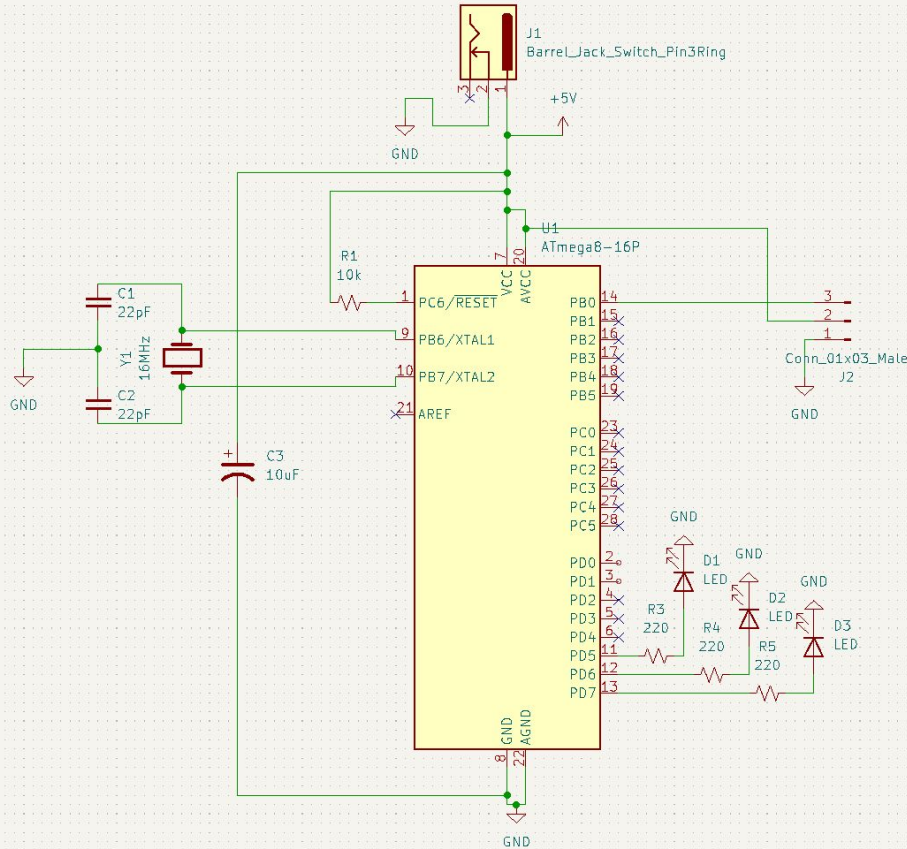 J1
Barrel_Jack_Switch_Pin3Ring
3
2
1
+5V
GND
U1
ATmega8-16P
R1
10k
7
20
VCC
AVCC
1
PC6/RESET
9
PB6/XTAL1
10
PB7/XTAL2
21
AREF
C1
22pF
Y1
16MHz
GND
C2
22pF
C3
10uF
PB0
14
PB1
15
PB2
16
PB3
17
PB4
18
PB5
19
PC0
23
PC1
24
PC2
25
PC3
26
PC4
27
PC5
28
PD0
2
PD1
3
PD2
4
PD3
5
PD4
6
PD5
11
PD6
12
PD7
13
3
2
1
Conn_01x03_Male
J2
GND
GND
D1
LED
GND
D2
LED
GND
D3
LED
R3
220
R4
220
R5
220
GND
AGND
8
22
GND